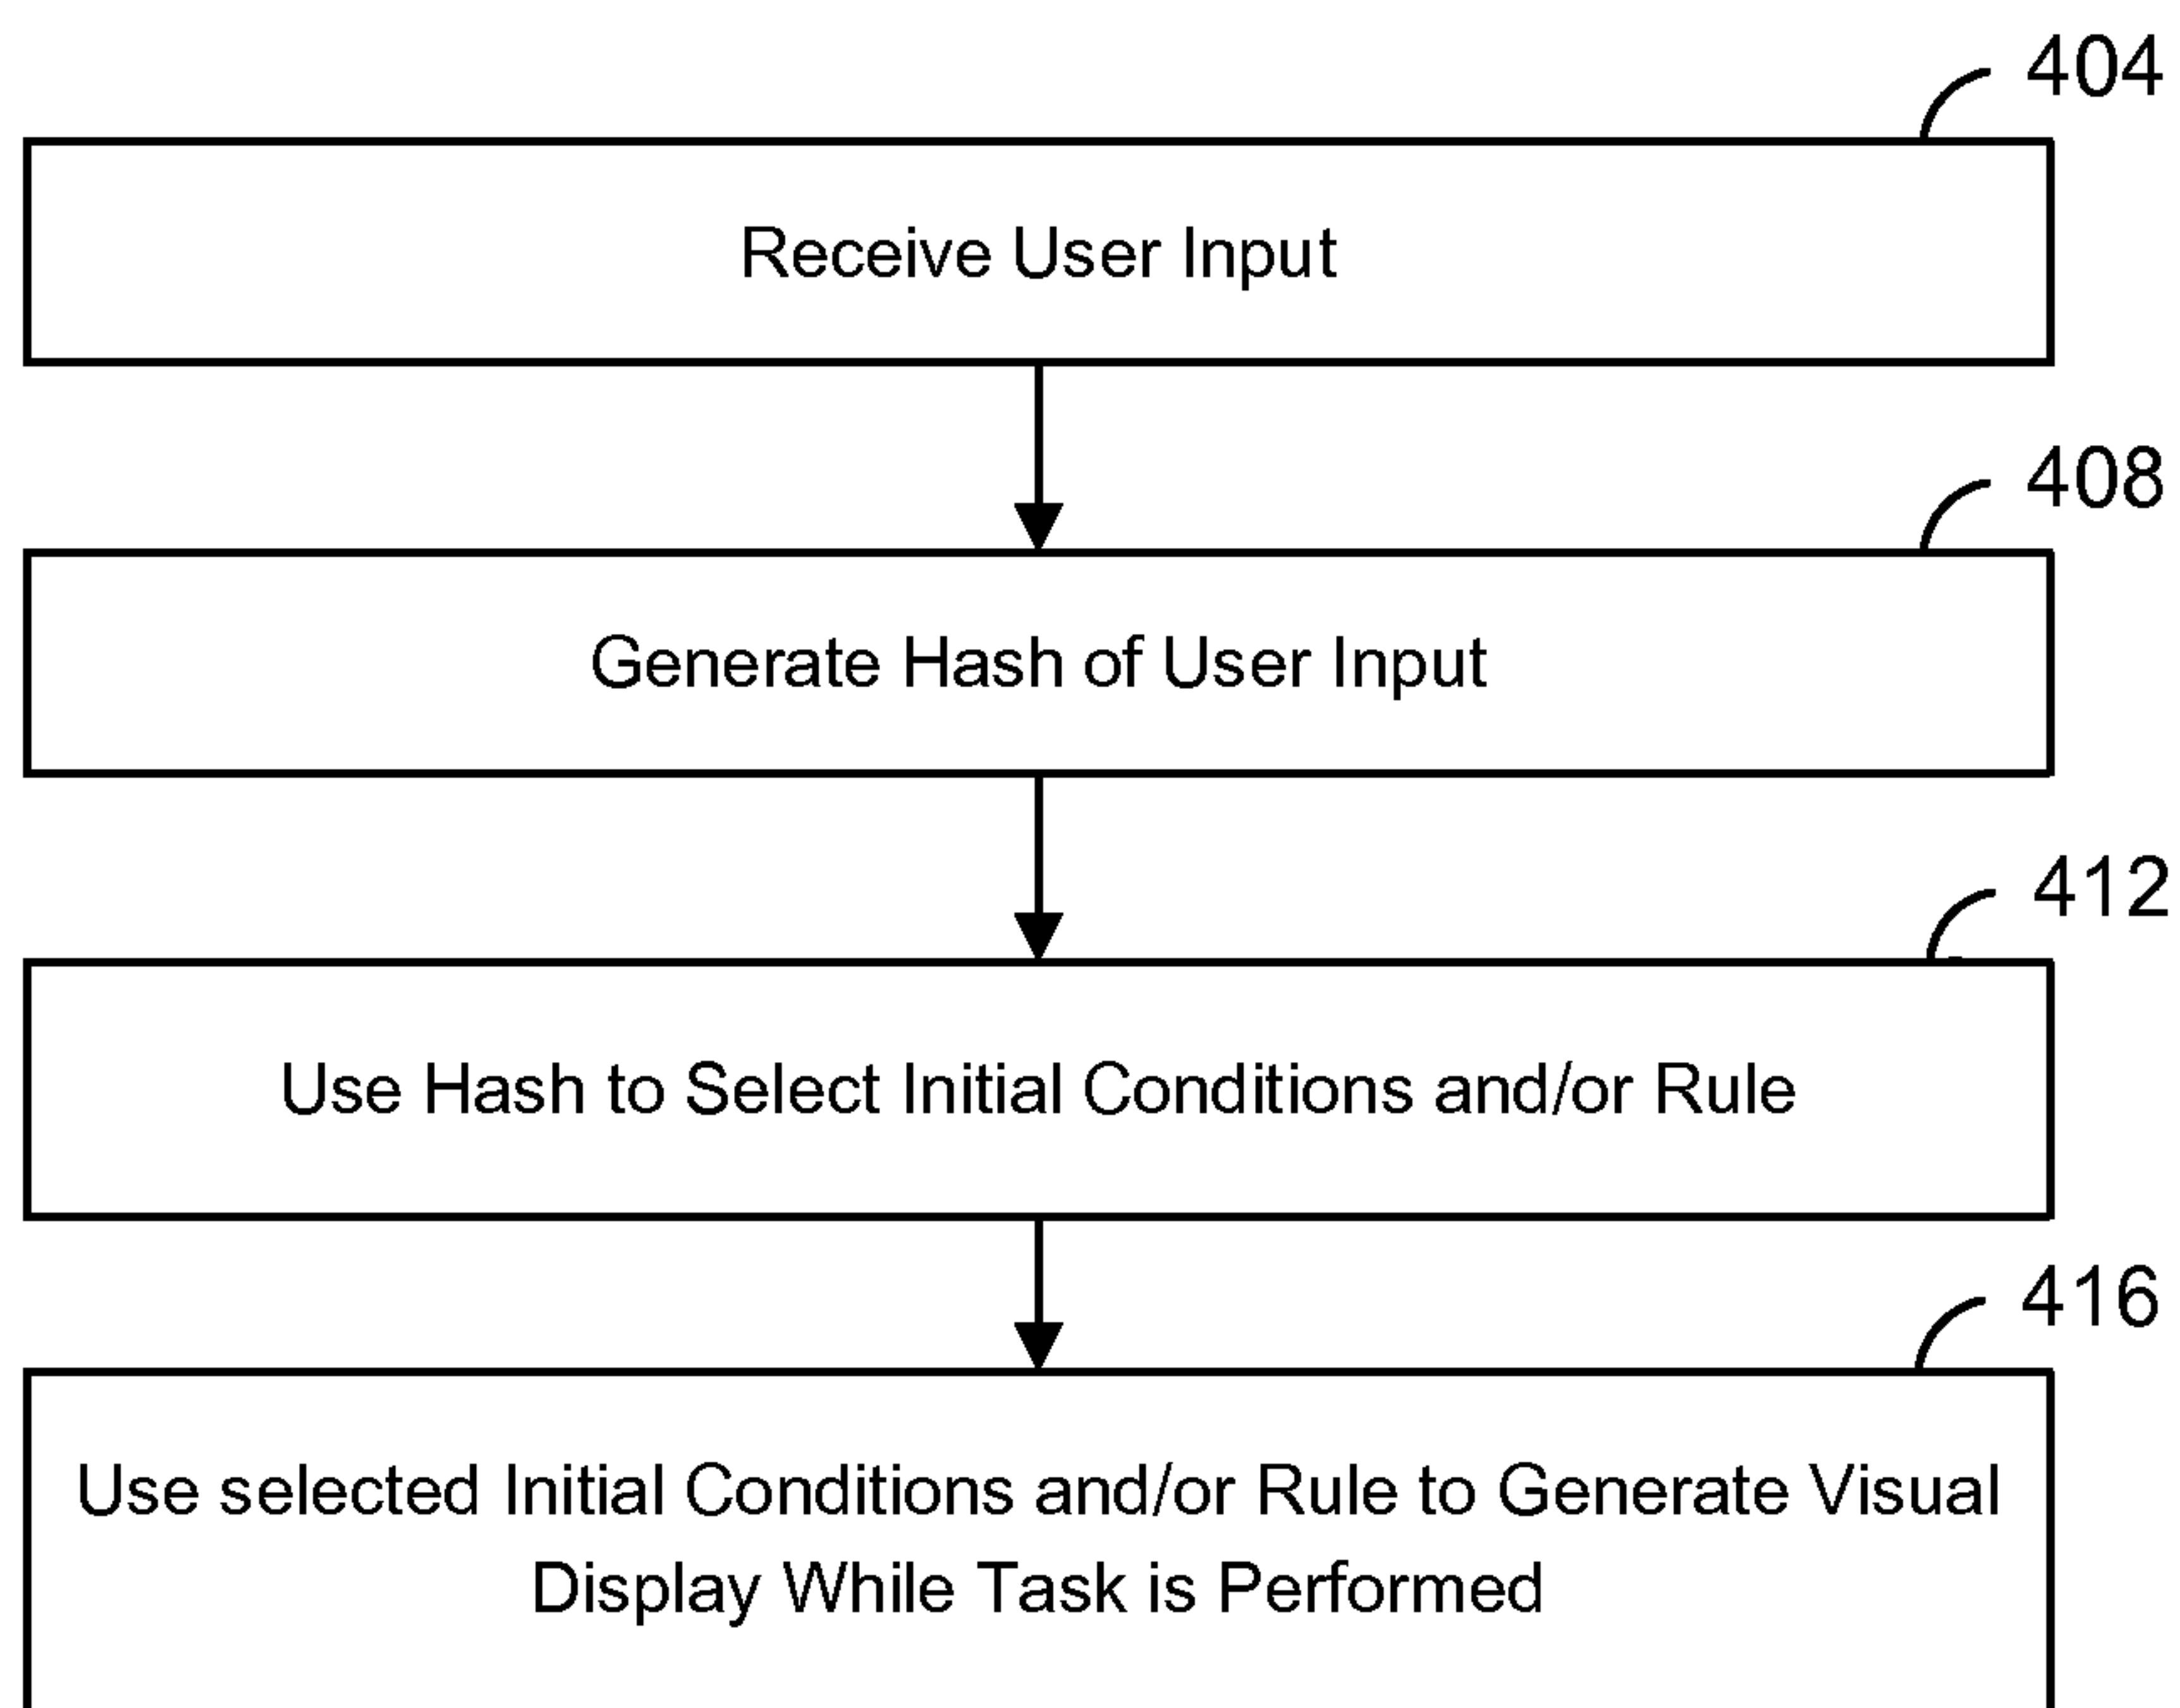 404
Receive User Input
408
Generate Hash of User Input
412
Use Hash to Select Initial Conditions and/or Rule
416
Use selected Initial Conditions and/or Rule to Generate Visual
Display While Task is Performed